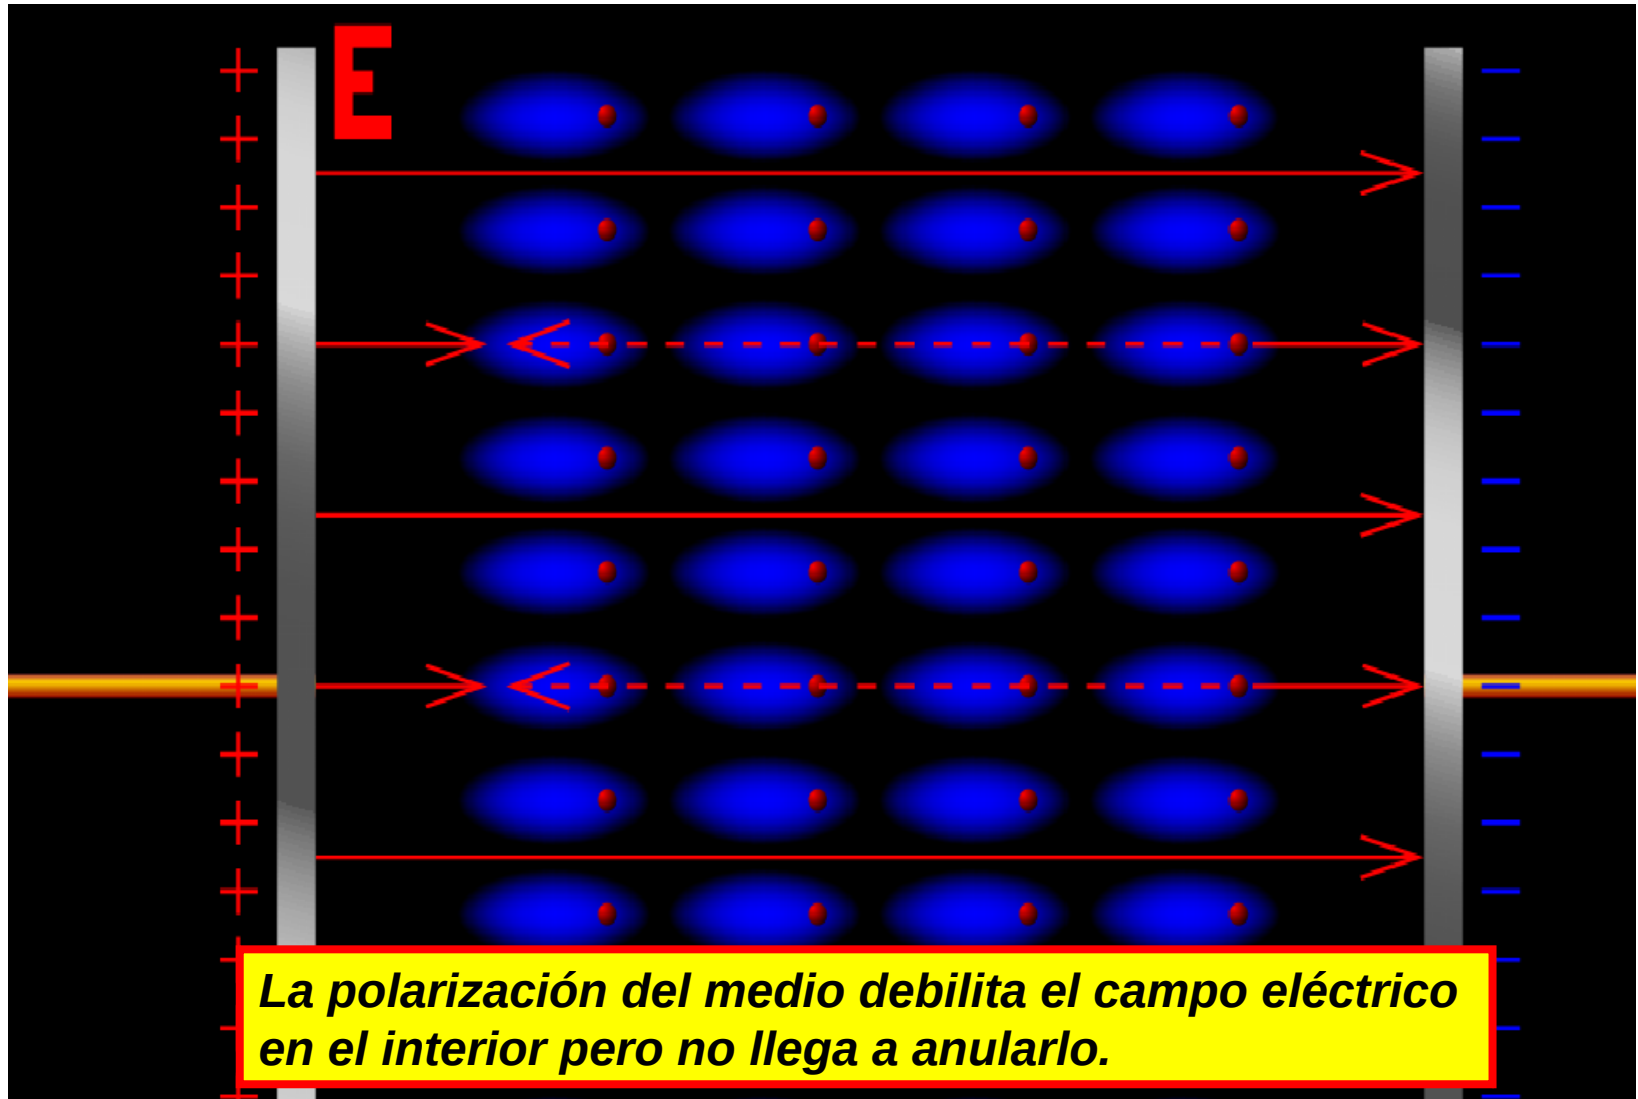 E
La polarización del medio debilita el campo eléctrico
en el interior pero no llega a anularlo.